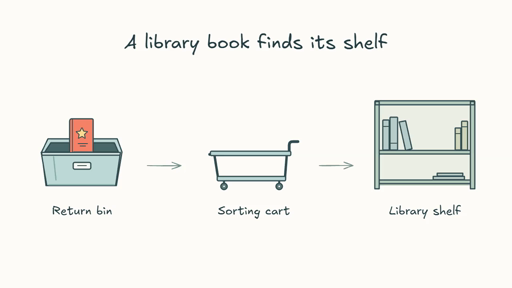 A library book finds its shelf
Return bin
Sorting cart
Library shelf